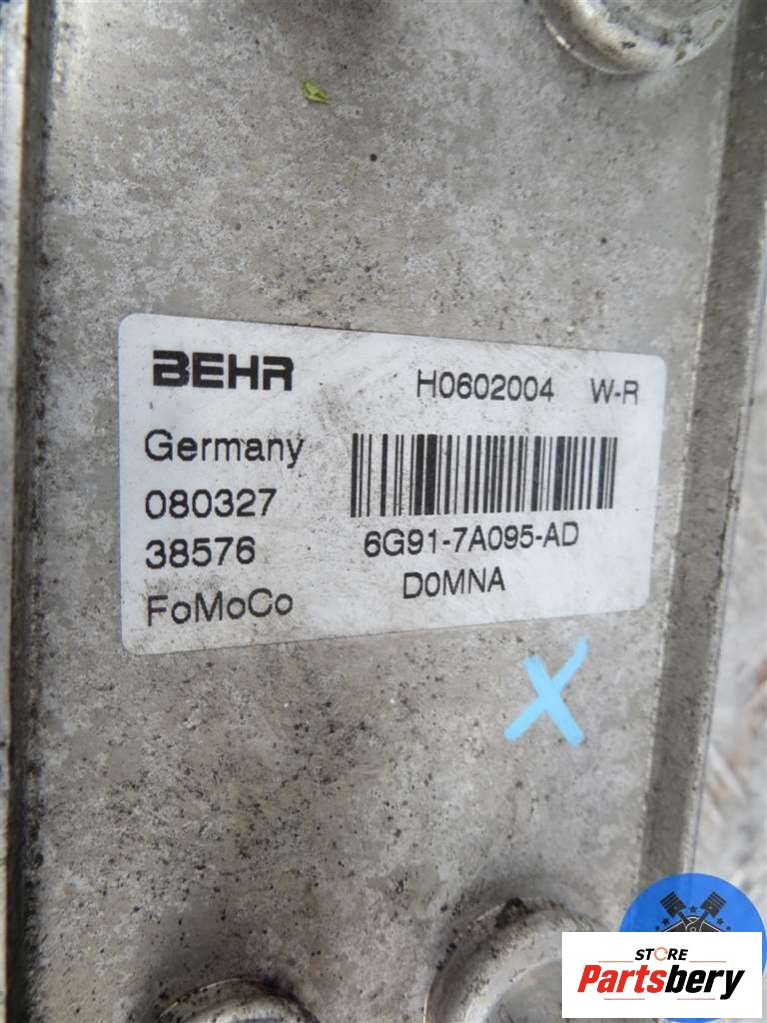 BEHR H0602004 W-R
Germany
080327
38576 6G91-7A095-AD
FoMoCo D0MNA
X
STORE
Partsbery